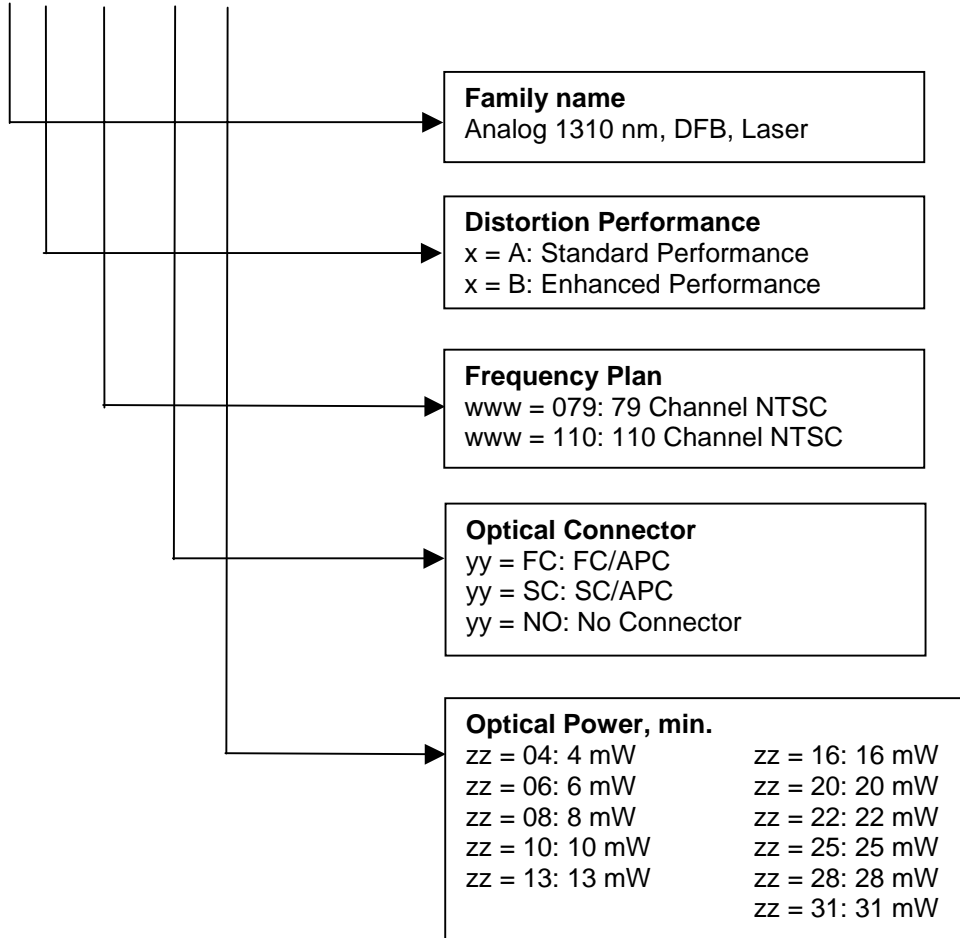 Family name
Analog 1310 nm, DFB, Laser
Distortion Performance
x = A: Standard Performance
x = B: Enhanced Performance
Frequency Plan
www = 079: 79 Channel NTSC
www = 110: 110 Channel NTSC
Optical Connector
yy = FC: FC/APC
yy = SC: SC/APC
yy = NO: No Connector
Optical Power, min.
zz = 04: 4 mW zz = 16: 16 mW
zz = 06: 6 mW zz = 20: 20 mW
zz = 08: 8 mW zz = 22: 22 mW
zz = 10: 10 mW zz = 25: 25 mW
zz = 13: 13 mW zz = 28: 28 mW
zz = 31: 31 mW